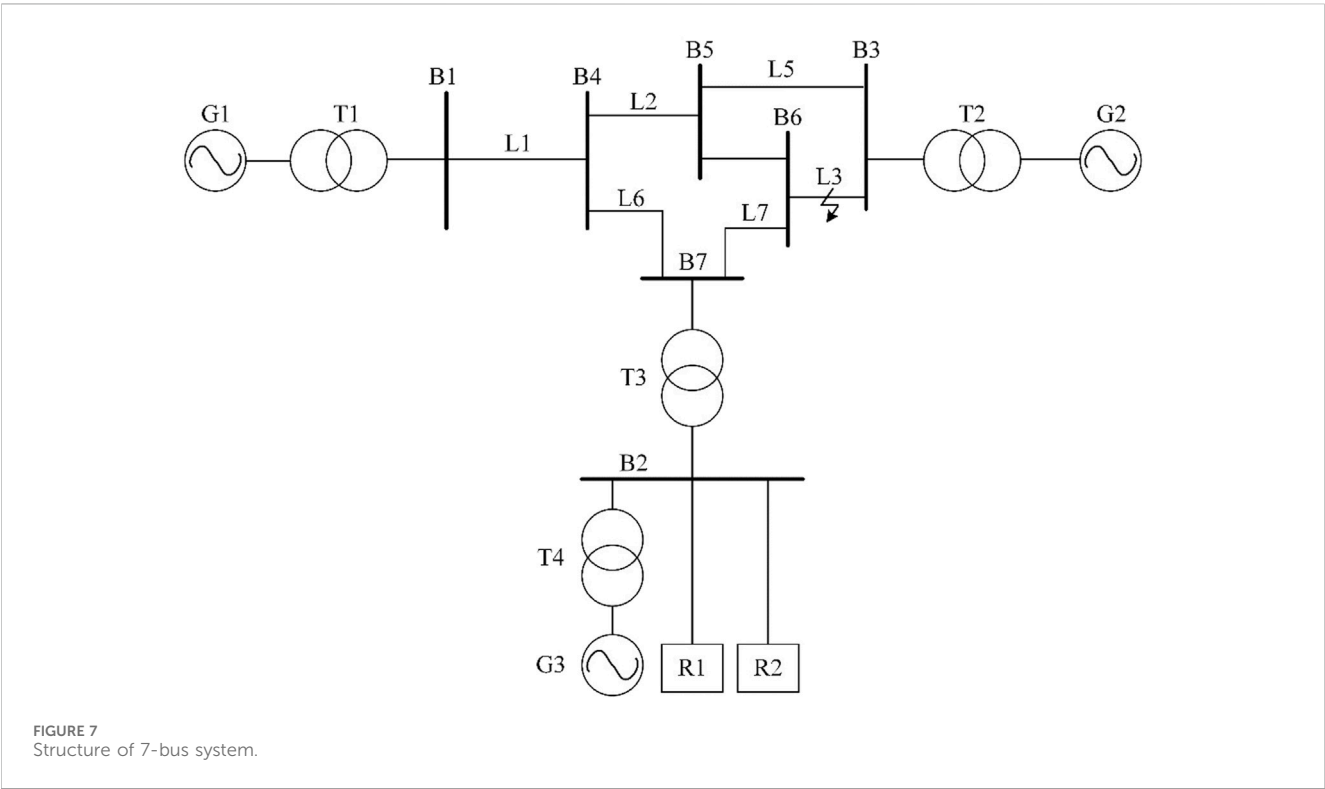 B5
B3
L5
B1
B4
L2
B6
G1
T1
T2
G2
L1
L3
L6
L7
B7
T3
B2
T4
G3
R1
R2
FIGURE 7
Structure of 7-bus system.